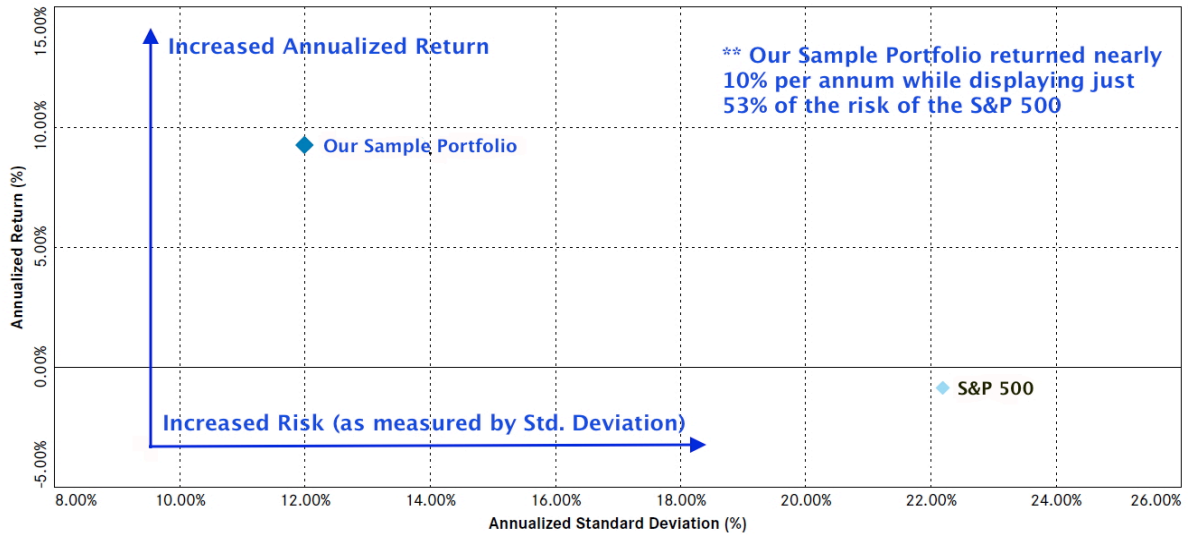 15.00%
Increased Annualized Return
** Our Sample Portfolio returned nearly
10% per annum while displaying just
53% of the risk of the S&P 500
10.00%
Our Sample Portfolio
Annualized Return (%)
5.00%
0.00%
S&P 500
Increased Risk (as measured by Std. Deviation)
-5.00%
8.00% 10.00% 12.00% 14.00% 16.00% 18.00% 20.00% 22.00% 24.00% 26.00%
Annualized Standard Deviation (%)